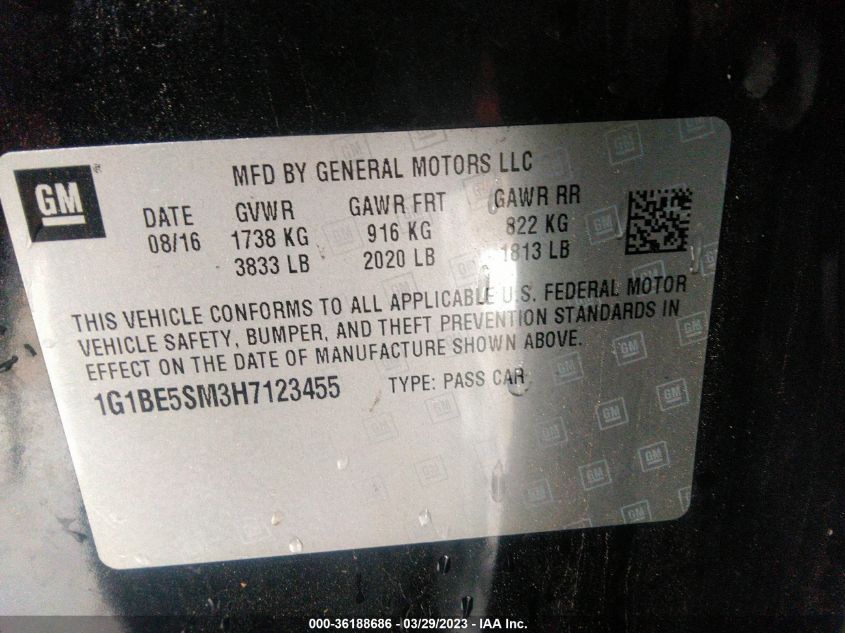 GM
MFD BY GENERAL MOTORS LLC
DATE GVWR GAWR FRT GAWR RR
08/16 1738 KG 916 KG 822 KG
3833 LB 2020 LB 1813 LB
THIS VEHICLE CONFORMS TO ALL APPLICABLE U.S. FEDERAL MOTOR
VEHICLE SAFETY, BUMPER, AND THEFT PREVENTION STANDARDS IN
EFFECT ON THE DATE OF MANUFACTURE SHOWN ABOVE.
1G1BE5SM3H7123455 TYPE: PASS CAR
000-36188686 - 03/29/2023 - IAA Inc.